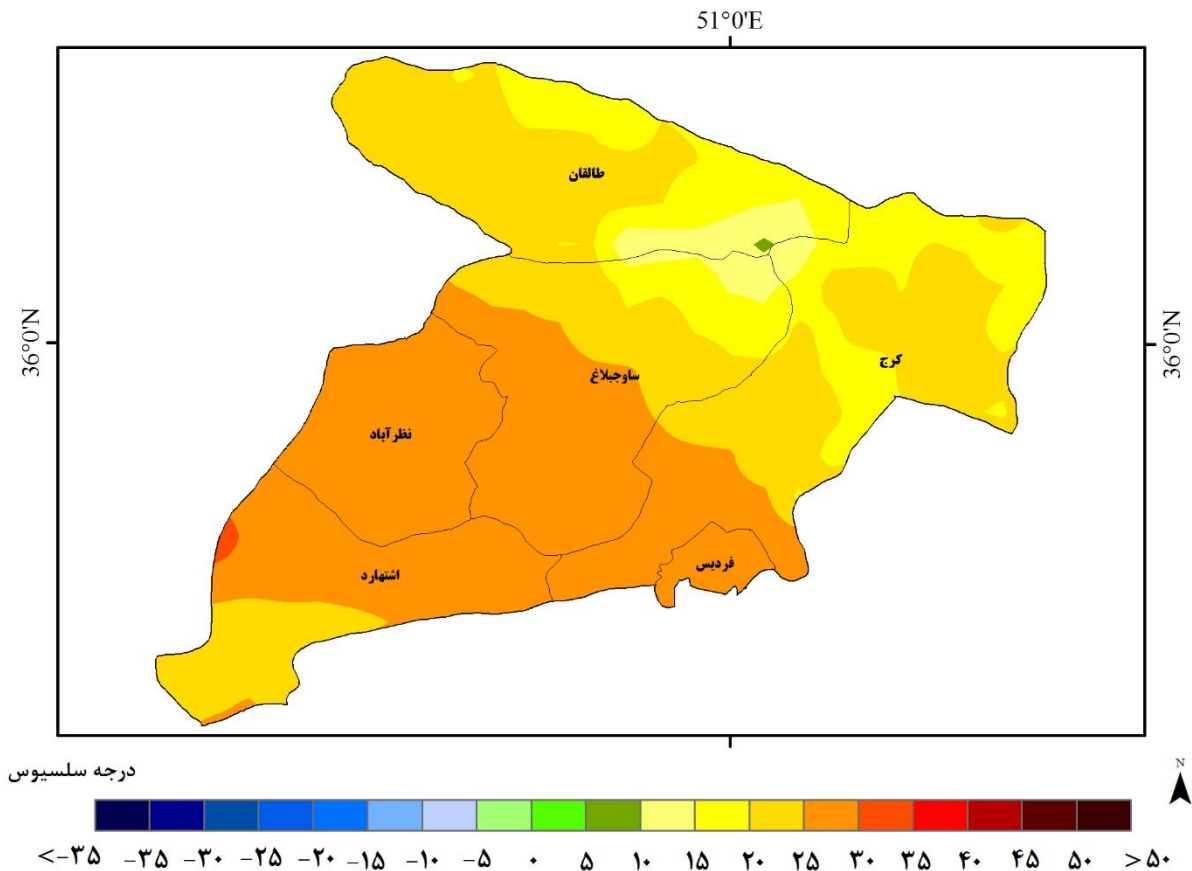 51°0'E
36°0'N
36°0'N
طالقان
کرج
ساوجبلاغ
نظرآباد
اشتهارد
فردیس
درجه سلسیوس
N
<-۳۵ -۳۵ -۳۰ -۲۵ -۲۰ -۱۵ -۱۰ -۵ ۰ ۵ ۱۰ ۱۵ ۲۰ ۲۵ ۳۰ ۳۵ ۴۰ ۴۵ ۵۰ >۵۰